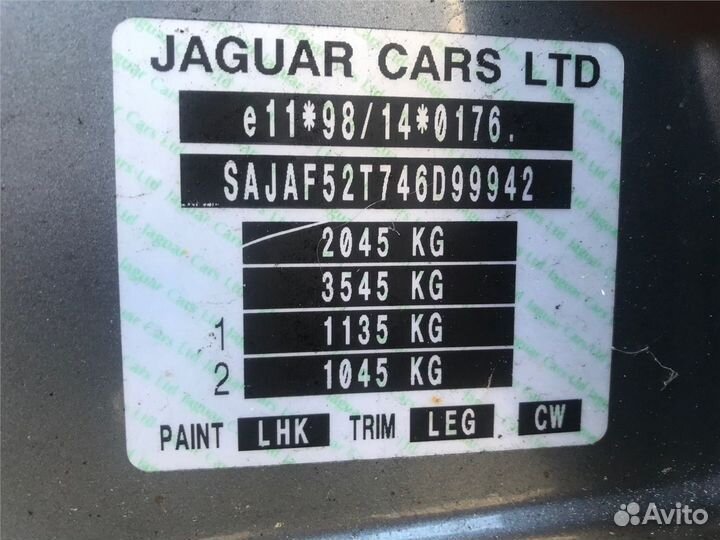 JAGUAR CARS LTD
e11*98/14*0176.
SAJAF52T746D99942
2045 KG
3545 KG
1 1135 KG
2 1045 KG
PAINT LHK TRIM LEG CW
Avito